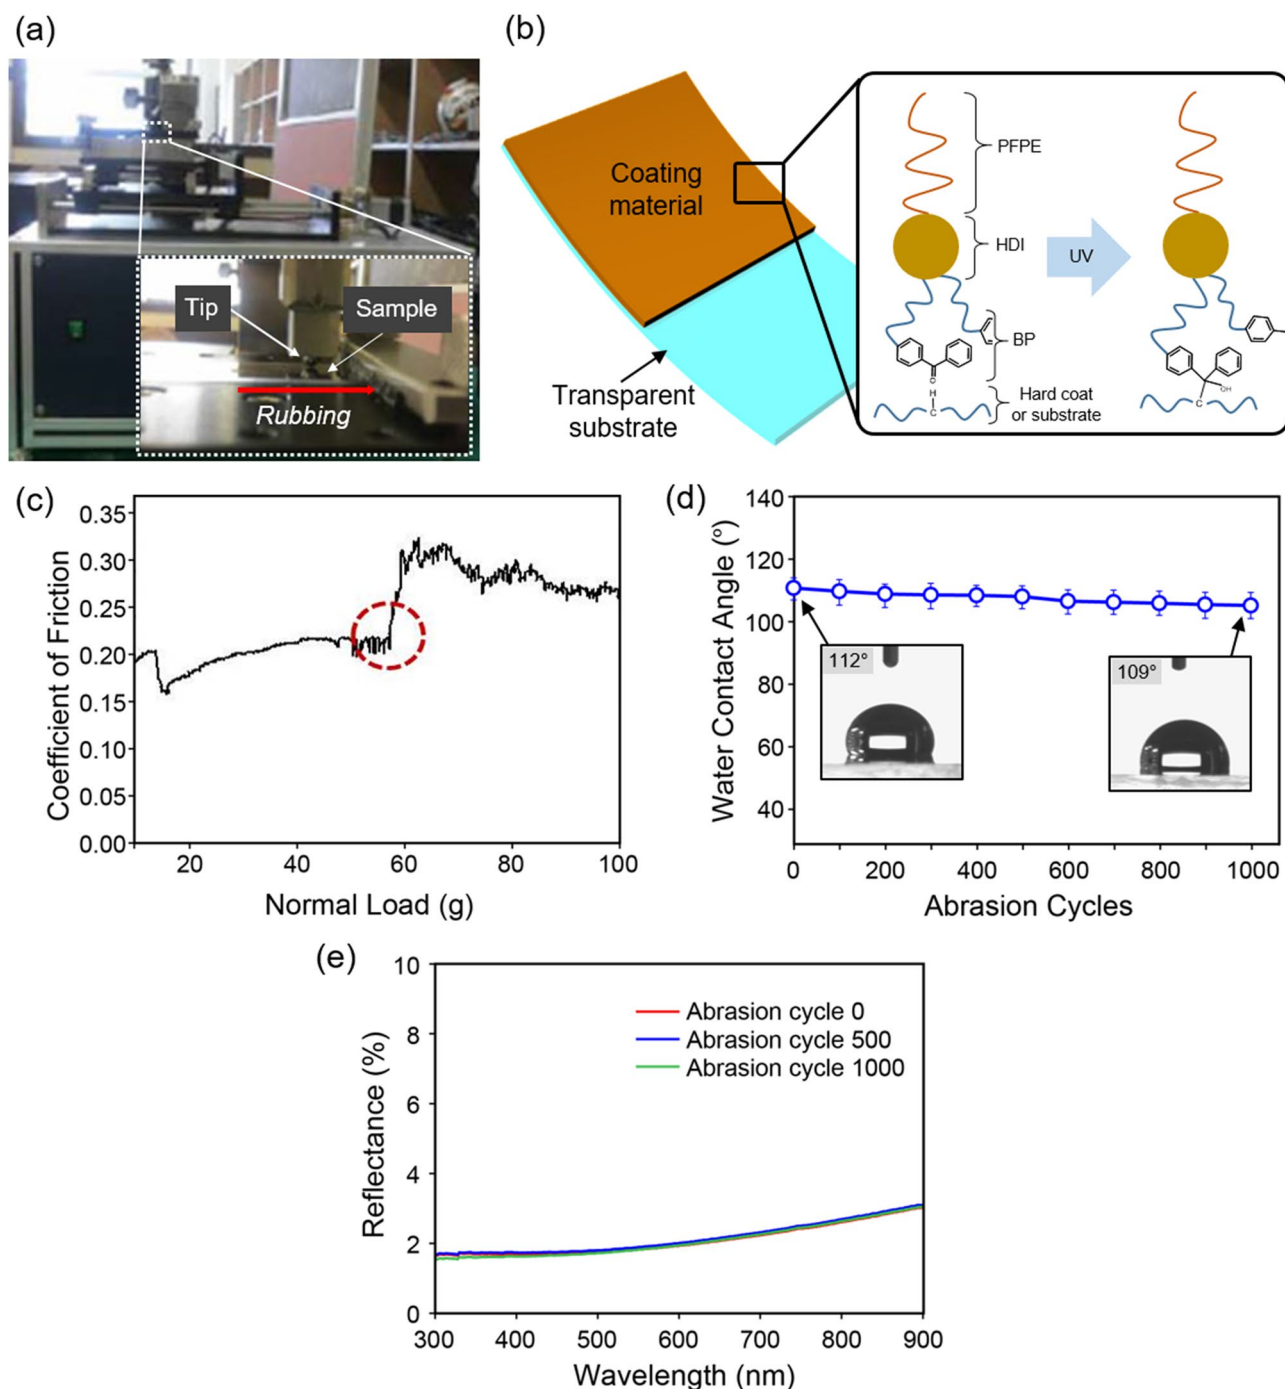 (a)
Tip
Sample
Rubbing
(b)
Coating
material
Transparent
substrate
PFPE
HDI
UV
BP
H
C
Hard coat
or substrate
OH
C
(c)
Coefficient of Friction
0.35
0.30
0.25
0.20
0.15
0.10
0.05
0.00
20
40
60
80
100
Normal Load (g)
(d)
Water Contact Angle (°)
140
120
100
80
60
40
112°
109°
0
200
400
600
800
1000
Abrasion Cycles
(e)
Reflectance (%)
10
8
6
4
2
0
Abrasion cycle 0
Abrasion cycle 500
Abrasion cycle 1000
300
400
500
600
700
800
900
Wavelength (nm)